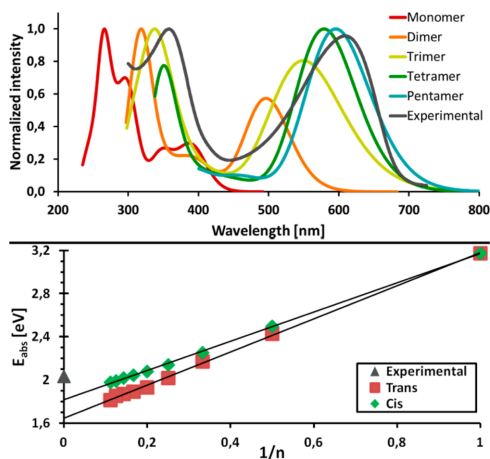 Normalized intensity
1,0
0,8
0,6
0,4
0,2
0,0
200 300 400 500 600 700 800
Wavelength [nm]
Monomer
Dimer
Trimer
Tetramer
Pentamer
Experimental
E_abs [eV]
3,2
2,8
2,4
2
1,6
1,2
0 0,2 0,4 0,6 0,8 1
1/n
Experimental
Trans
Cis